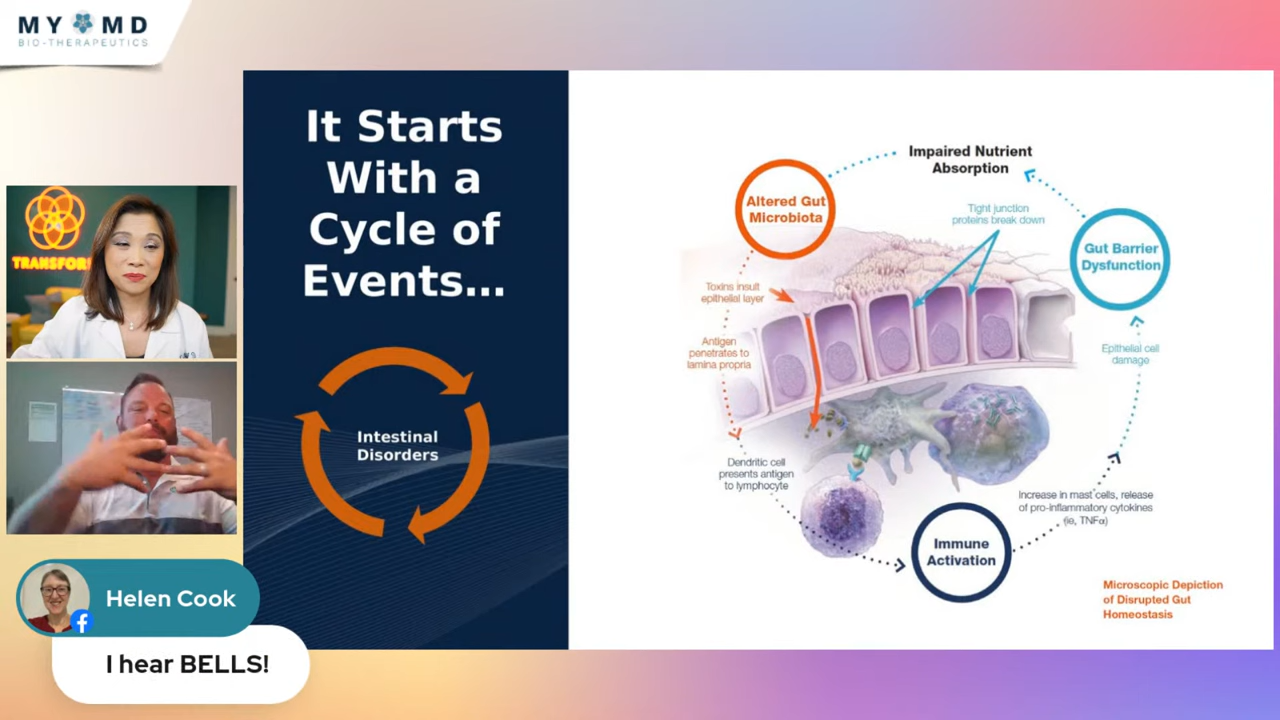 MY MD
BIO-THERAPEUTICS
TRANSFOR
Helen Cook
I hear BELLS!
It Starts
With a
Cycle of
Events...
Intestinal
Disorders
Impaired Nutrient
Absorption
Altered Gut
Microbiota
Tight junction
proteins break down
Gut Barrier
Dysfunction
Toxins insult
epithelial layer
Antigen
penetrates to
lamina propria
Epithelial cell
damage
Dendritic cell
presents antigen
to lymphocyte
Increase in mast cells, release
of pro-inflammatory cytokines
(ie, TNFα)
Immune
Activation
Microscopic Depiction
of Disrupted Gut
Homeostasis